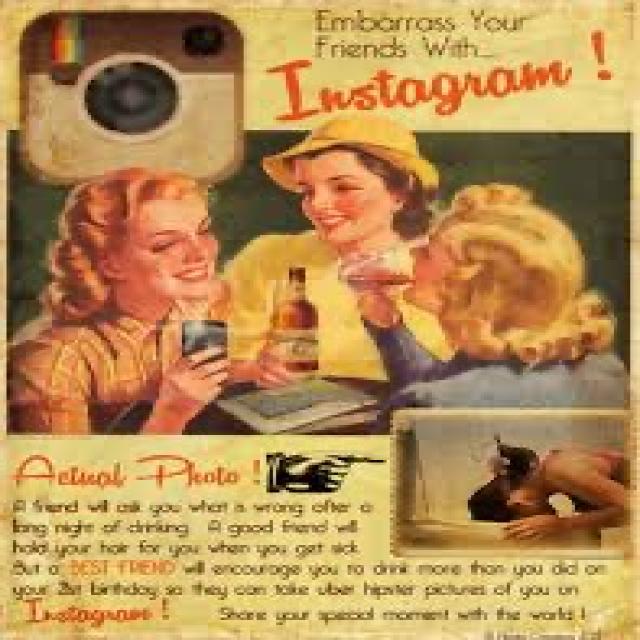 Embarrass Your
Friends With...
Instagram !
Actual Photo !
A friend will ask you what is wrong after a
long night of drinking. A good friend will
hold your hair for you when you get sick.
But a BEST FRIEND will encourage you to drink more than you did on
your 21st birthday so they can take uber hipster pictures of you on
Instagram ! Share your special moment with the world !